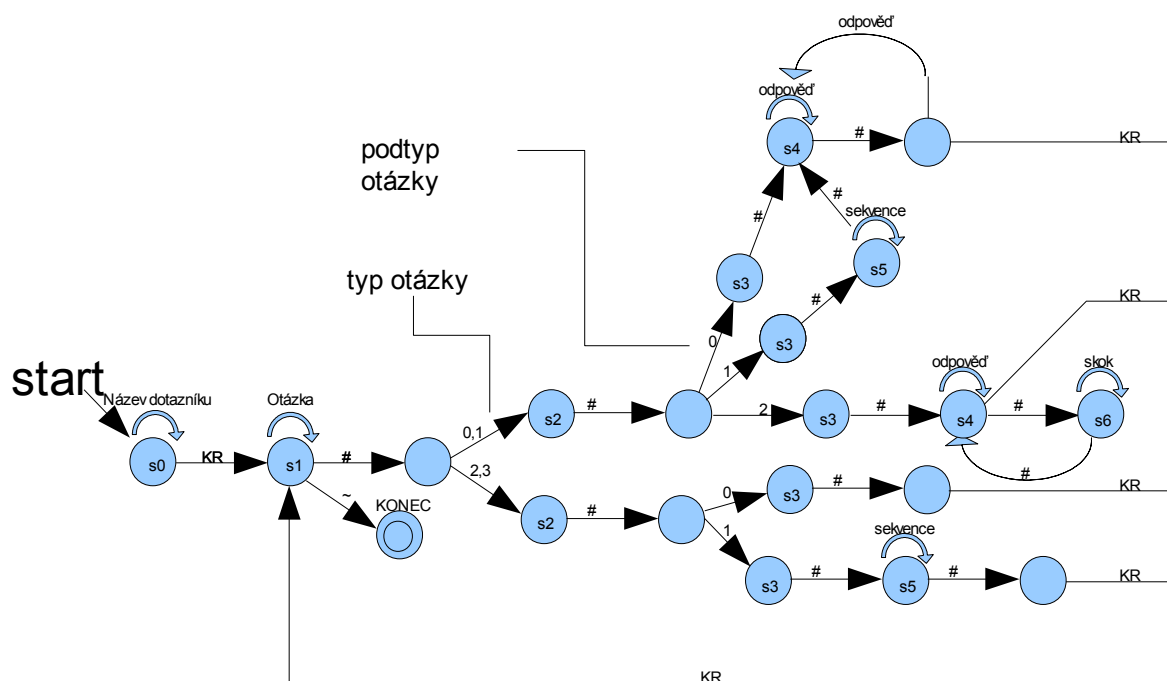 odpověď
odpověď
s4
#
KR
podtyp
otázky
#
#
sekvence
s5
s3
typ otázky
#
0
s3
1
KR
start
Název dotazníku
Otázka
odpověď
skok
s2
#
2
s3
#
s4
#
s6
0,1
#
s0
KR
s1
#
2,3
~
KONEC
s2
#
0
s3
#
KR
1
sekvence
s3
#
s5
#
KR
KR